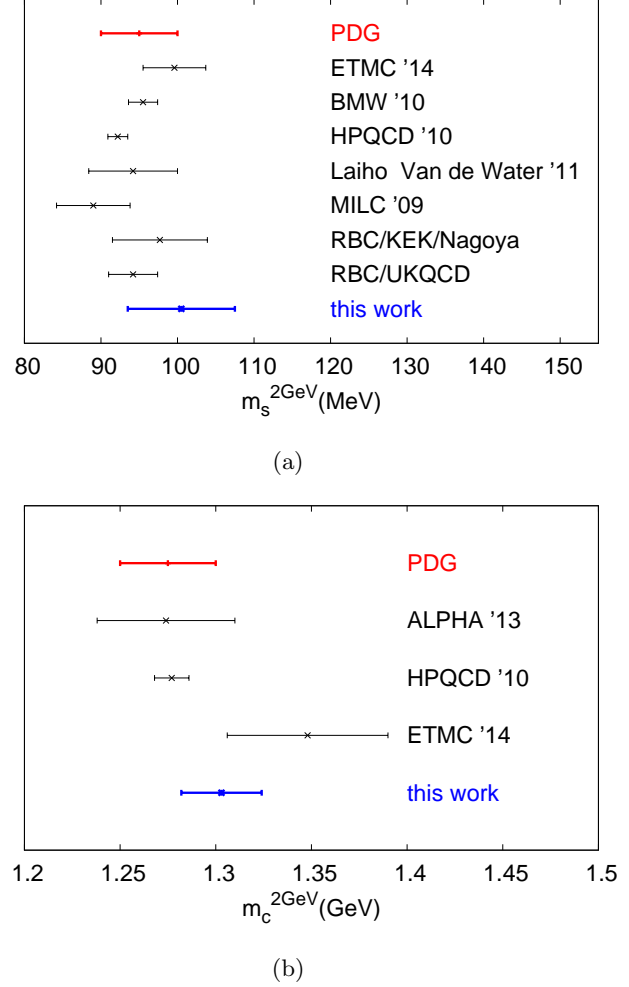 PDG
ETMC '14
BMW '10
HPQCD '10
Laiho  Van de Water '11
MILC '09
RBC/KEK/Nagoya
RBC/UKQCD
this work
80 90 100 110 120 130 140 150
m_s^2GeV(MeV)
(a)
PDG
ALPHA '13
HPQCD '10
ETMC '14
this work
1.2 1.25 1.3 1.35 1.4 1.45 1.5
m_c^2GeV(GeV)
(b)